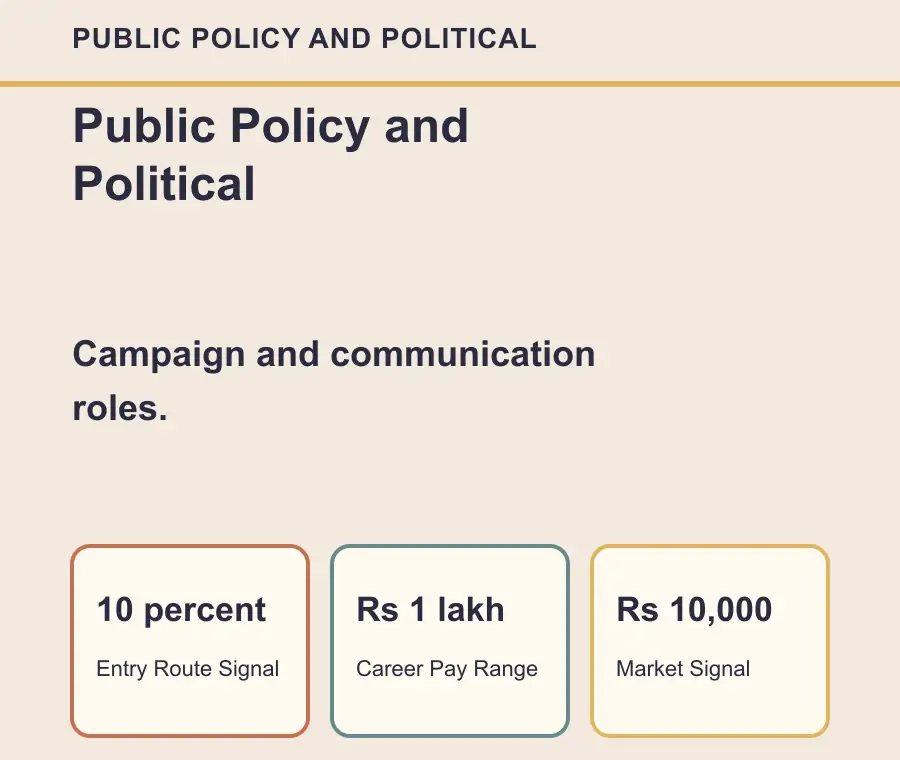 PUBLIC POLICY AND POLITICAL
Public Policy and
Political
Campaign and communication
roles.
10 percent
Entry Route Signal
Rs 1 lakh
Career Pay Range
Rs 10,000
Market Signal